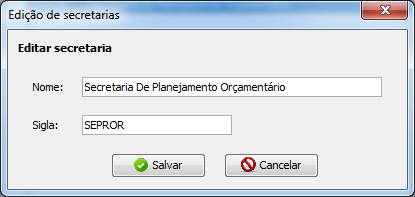 Edição de secretarias
Editar secretaria
Nome: Secretaria De Planejamento Orçamentário
Sigla: SEPROR
Salvar Cancelar